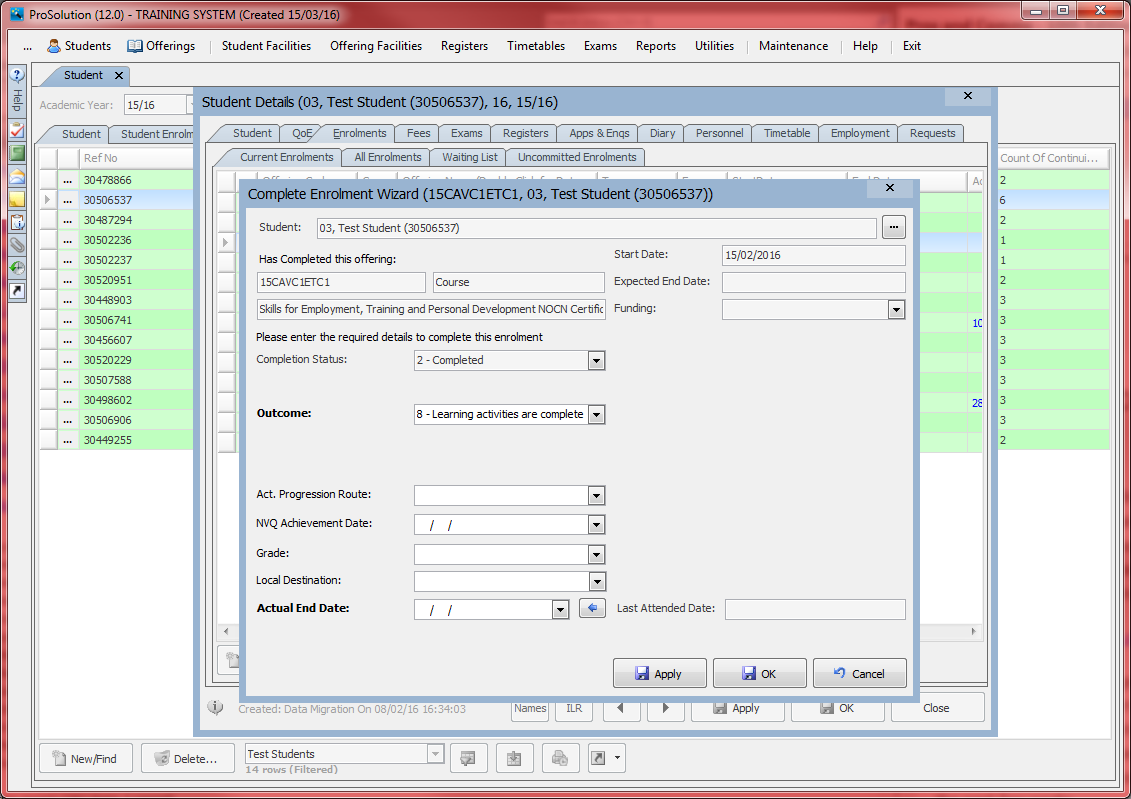 ProSolution (12.0) - TRAINING SYSTEM (Created 15/03/16)
... Students Offerings Student Facilities Offering Facilities Registers Timetables Exams Reports Utilities Maintenance Help Exit
Student
Help
Academic Year: 15/16
Student Student Enrolm
Ref No Count Of Continui...
... 30478866 2
... 30506537 6
... 30487294 2
... 30502236 1
... 30502237 1
... 30520951 2
... 30448903 3
... 30506741 3
... 30456607 3
... 30520229 3
... 30507588 3
... 30498602 3
... 30506906 3
... 30449255 2
Student Details (03, Test Student (30506537), 16, 15/16)
Student QoE Enrolments Fees Exams Registers Apps & Enqs Diary Personnel Timetable Employment Requests
Current Enrolments All Enrolments Waiting List Uncommitted Enrolments
10
28
Complete Enrolment Wizard (15CAVC1ETC1, 03, Test Student (30506537))
Student: 03, Test Student (30506537) ...
Has Completed this offering: Start Date: 15/02/2016
15CAVC1ETC1 Course Expected End Date:
Skills for Employment, Training and Personal Development NOCN Certific Funding:
Please enter the required details to complete this enrolment
Completion Status: 2 - Completed
Outcome: 8 - Learning activities are complete
Act. Progression Route:
NVQ Achievement Date: / /
Grade:
Local Destination:
Actual End Date: / / Last Attended Date:
Apply OK Cancel
Created: Data Migration On 08/02/16 16:34:03 Names ILR Apply OK Close
New/Find Delete... Test Students
14 rows (Filtered)